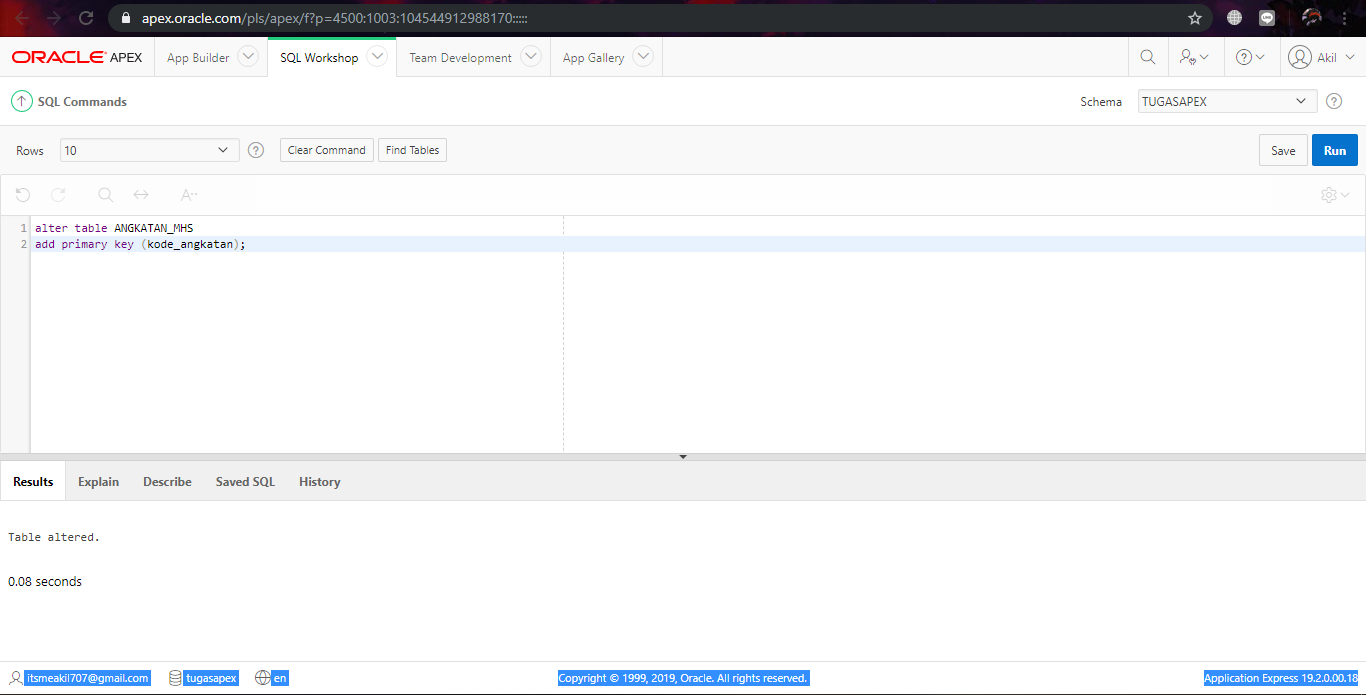 apex.oracle.com/pls/apex/f?p=4500:1003:104544912988170:::::
ORACLE APEX App Builder SQL Workshop Team Development App Gallery ? Akil
SQL Commands Schema TUGASAPEX ?
Rows 10 ? Clear Command Find Tables Save Run
A
1 alter table ANGKATAN_MHS
2 add primary key (kode_angkatan);
Results Explain Describe Saved SQL History
Table altered.
0.08 seconds
itsmeakil707@gmail.com tugasapex en Copyright © 1999, 2019, Oracle. All rights reserved. Application Express 19.2.0.00.18